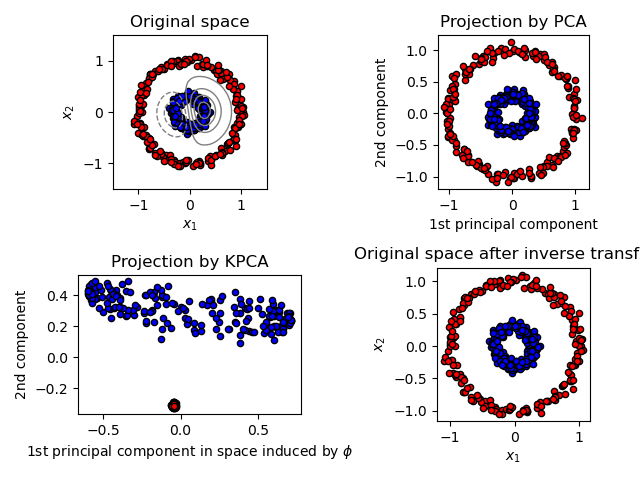 Original space
1
0
−1
x₂
−1 0 1
x₁
Projection by PCA
1.0
0.5
0.0
−0.5
−1.0
2nd component
−1 0 1
1st principal component
Projection by KPCA
0.4
0.2
0.0
−0.2
2nd component
−0.5 0.0 0.5
1st principal component in space induced by ϕ
Original space after inverse transf
1.0
0.5
0.0
−0.5
−1.0
x₂
−1 0 1
x₁